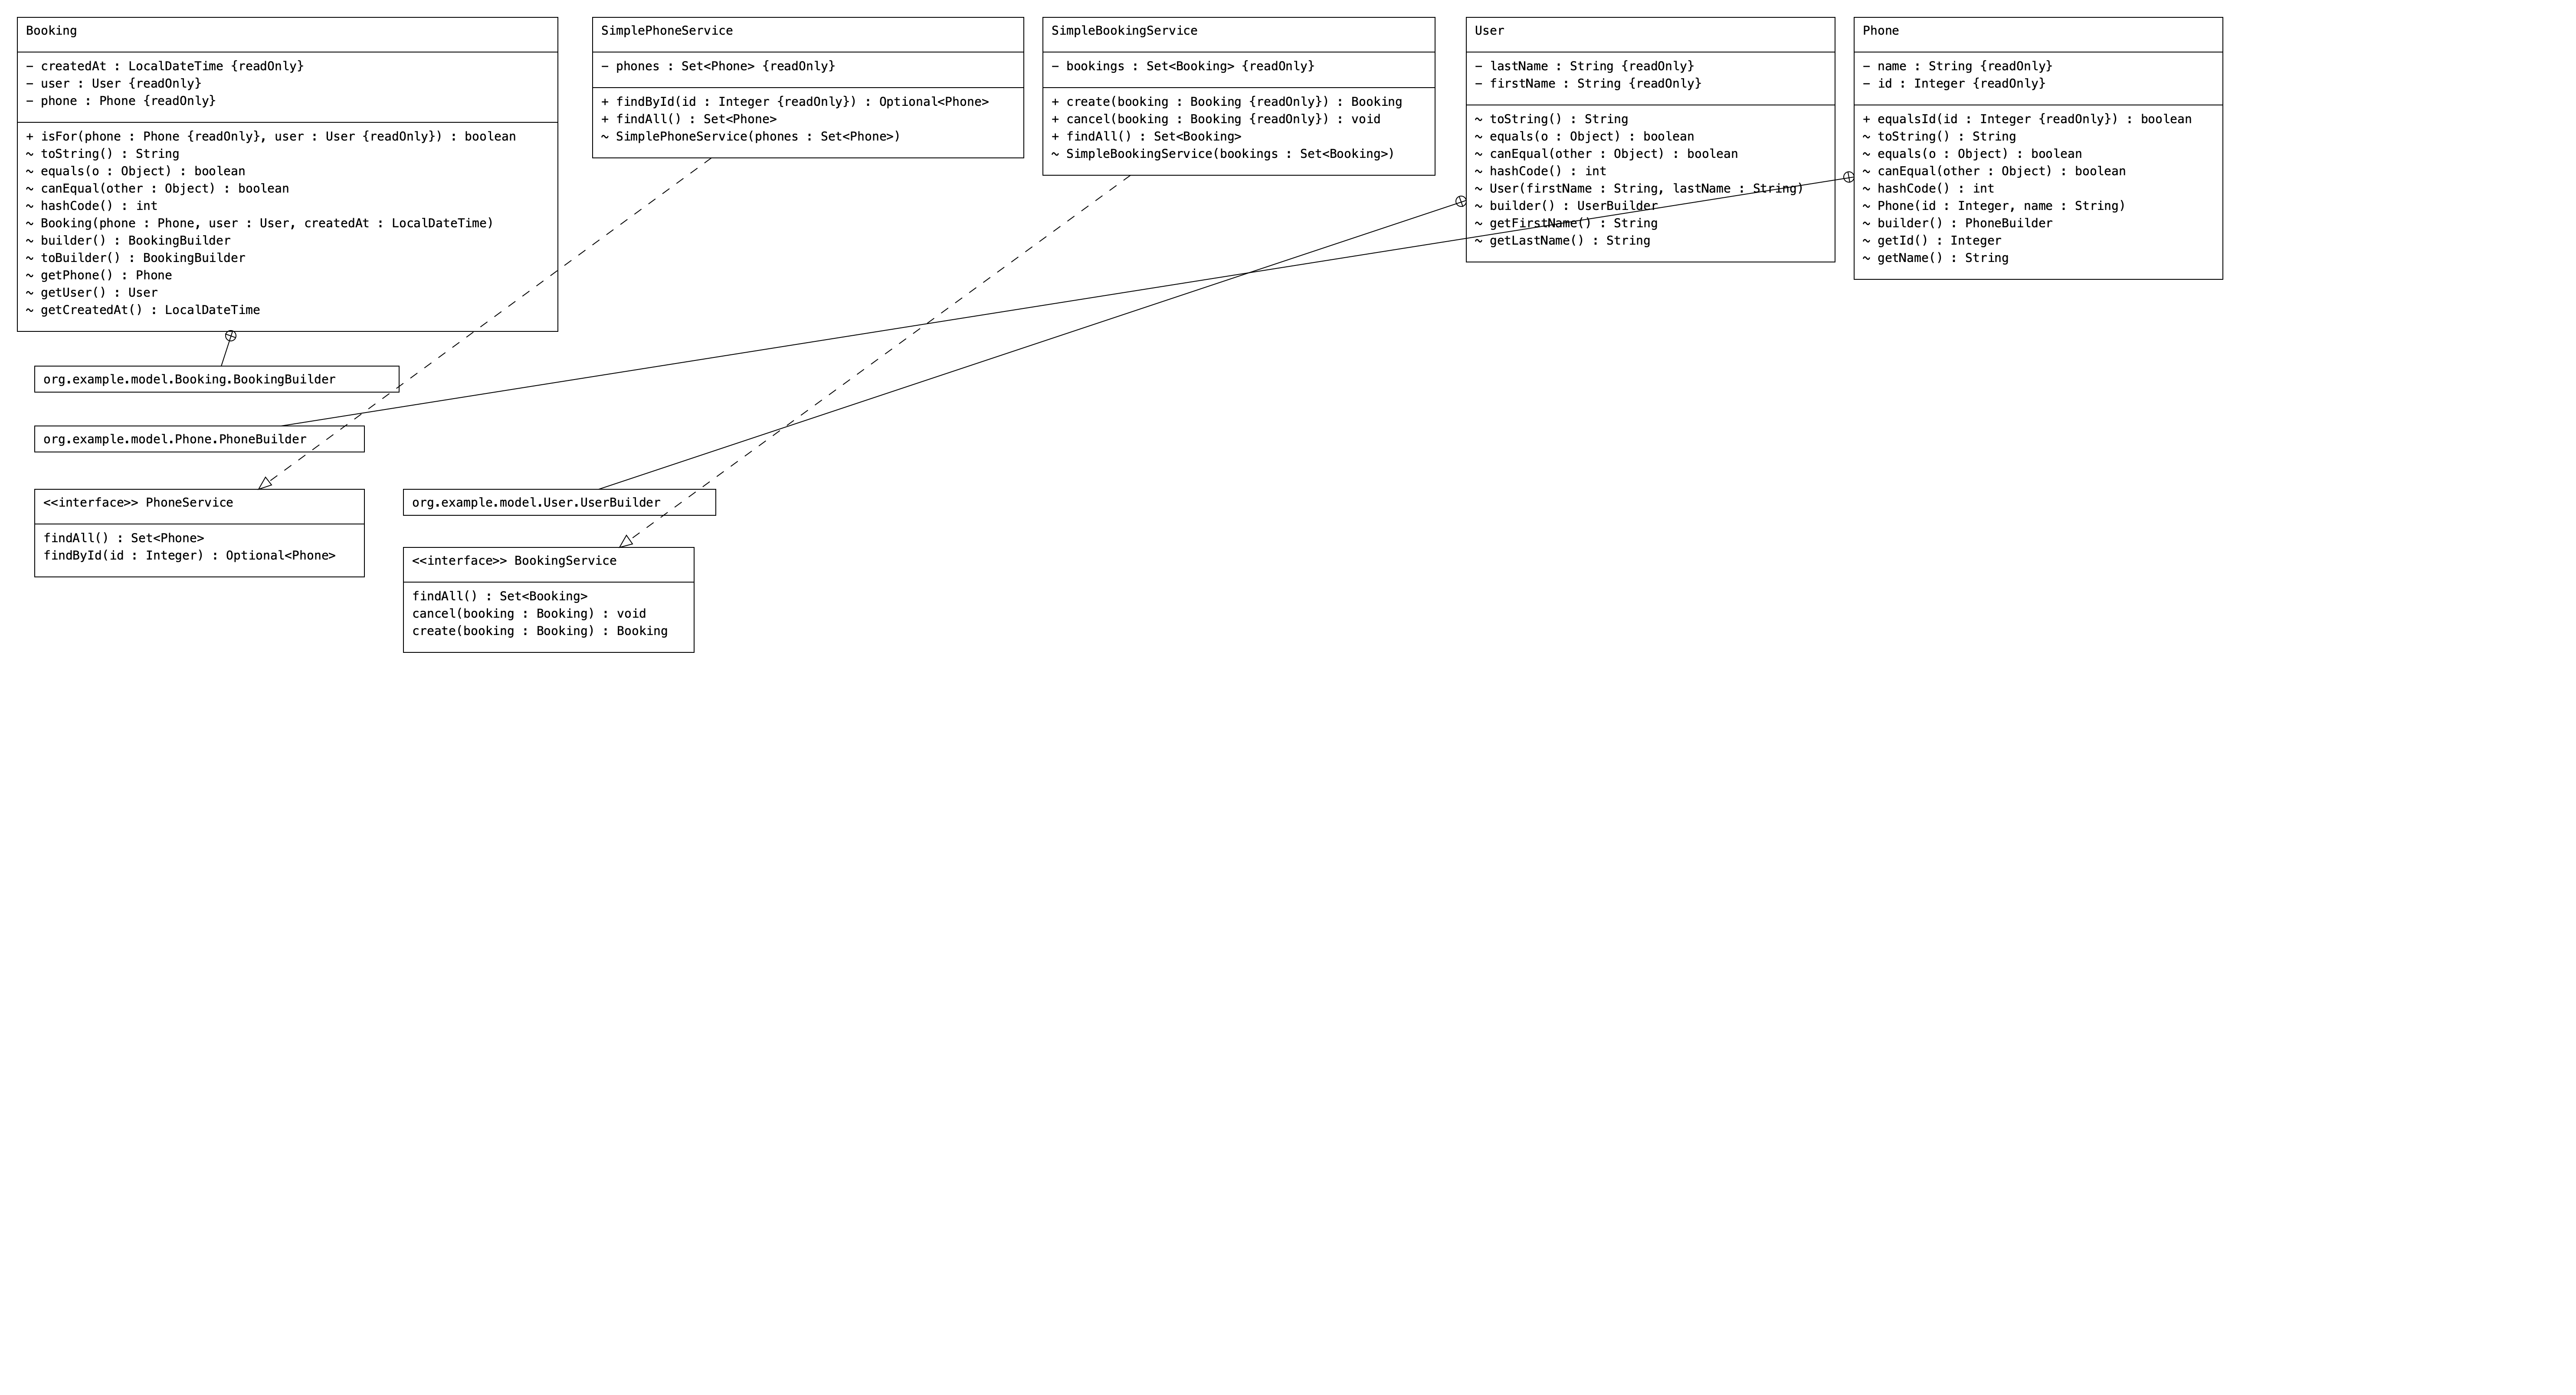 Booking
− createdAt : LocalDateTime {readOnly}
− user : User {readOnly}
− phone : Phone {readOnly}
+ isFor(phone : Phone {readOnly}, user : User {readOnly}) : boolean
~ toString() : String
~ equals(o : Object) : boolean
~ canEqual(other : Object) : boolean
~ hashCode() : int
~ Booking(phone : Phone, user : User, createdAt : LocalDateTime)
~ builder() : BookingBuilder
~ toBuilder() : BookingBuilder
~ getPhone() : Phone
~ getUser() : User
~ getCreatedAt() : LocalDateTime
SimplePhoneService
− phones : Set<Phone> {readOnly}
+ findById(id : Integer {readOnly}) : Optional<Phone>
+ findAll() : Set<Phone>
~ SimplePhoneService(phones : Set<Phone>)
SimpleBookingService
− bookings : Set<Booking> {readOnly}
+ create(booking : Booking {readOnly}) : Booking
+ cancel(booking : Booking {readOnly}) : void
+ findAll() : Set<Booking>
~ SimpleBookingService(bookings : Set<Booking>)
User
− lastName : String {readOnly}
− firstName : String {readOnly}
~ toString() : String
~ equals(o : Object) : boolean
~ canEqual(other : Object) : boolean
~ hashCode() : int
~ User(firstName : String, lastName : String)
~ builder() : UserBuilder
~ getFirstName() : String
~ getLastName() : String
Phone
− name : String {readOnly}
− id : Integer {readOnly}
+ equalsId(id : Integer {readOnly}) : boolean
~ toString() : String
~ equals(o : Object) : boolean
~ canEqual(other : Object) : boolean
~ hashCode() : int
~ Phone(id : Integer, name : String)
~ builder() : PhoneBuilder
~ getId() : Integer
~ getName() : String
org.example.model.Booking.BookingBuilder
org.example.model.Phone.PhoneBuilder
<<interface>> PhoneService
findAll() : Set<Phone>
findById(id : Integer) : Optional<Phone>
org.example.model.User.UserBuilder
<<interface>> BookingService
findAll() : Set<Booking>
cancel(booking : Booking) : void
create(booking : Booking) : Booking